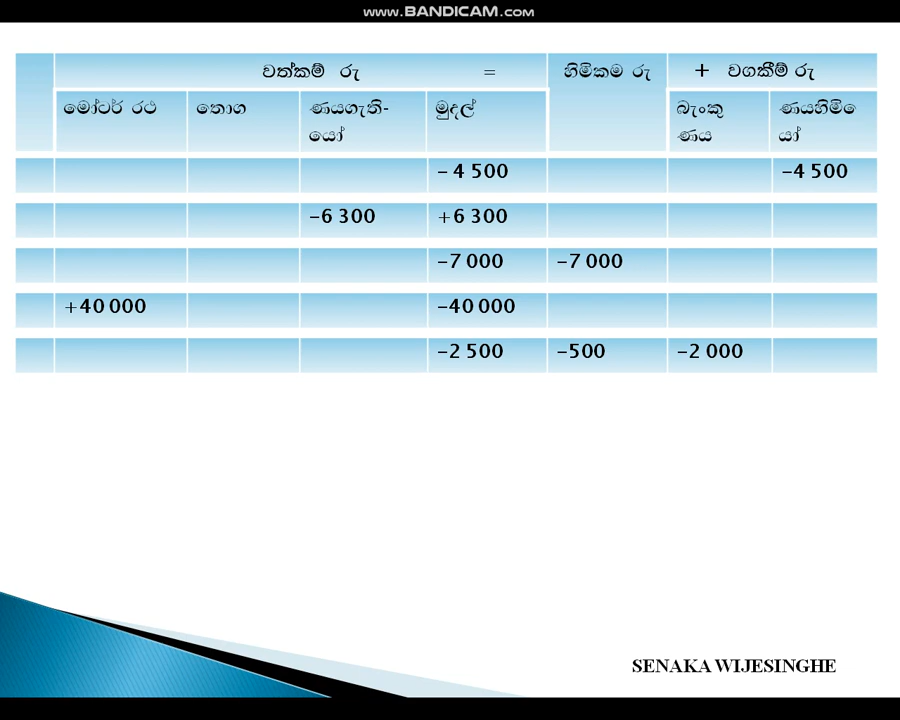 www.BANDICAM.com
වත්කම් රු = හිමිකම රු + වගකීම් රු
මෝටර් රථ තොග ණයගැති- මුදල් බැංකු ණයහිමිෙ
යෝ ණය යා්
– 4 500 –4 500
–6 300 +6 300
–7 000 –7 000
+40 000 –40 000
–2 500 –500 –2 000
SENAKA WIJESINGHE